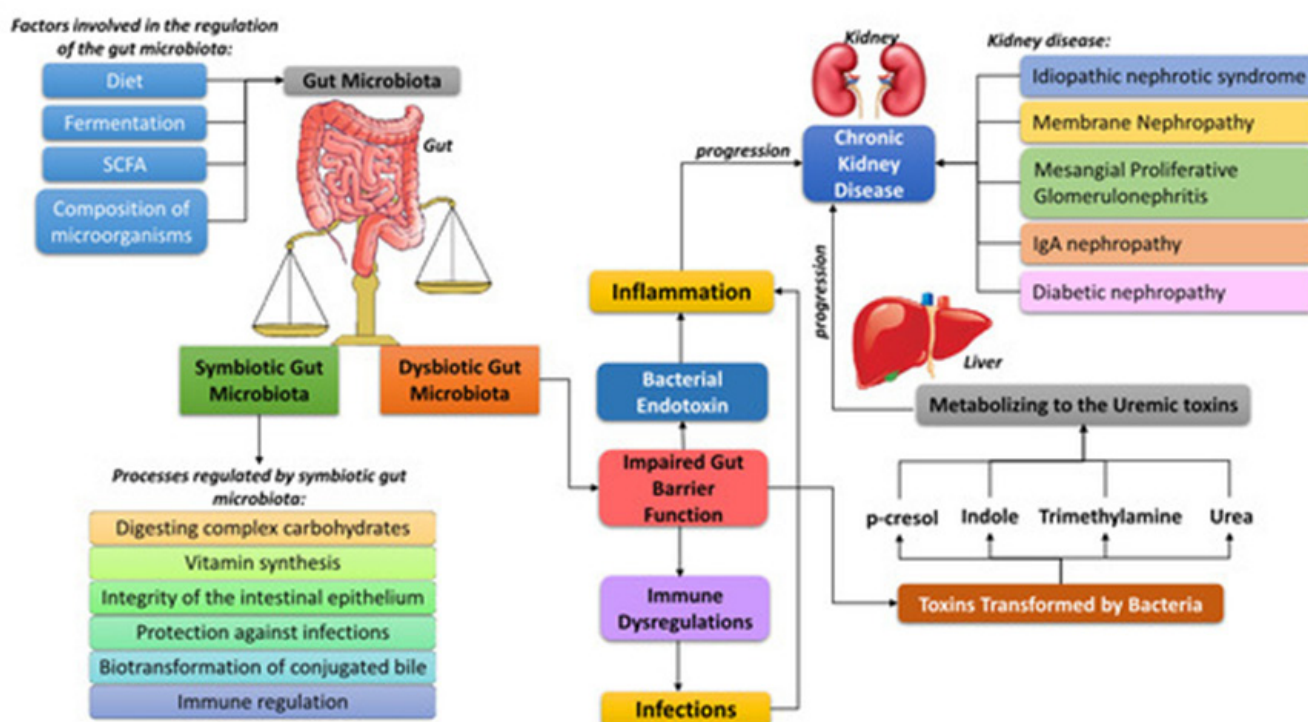 Factors involved in the regulation
of the gut microbiota:
Diet
Fermentation
SCFA
Composition of
microorganisms
Gut Microbiota
Gut
Symbiotic Gut
Microbiota
Dysbiotic Gut
Microbiota
Processes regulated by symbiotic gut
microbiota:
Digesting complex carbohydrates
Vitamin synthesis
Integrity of the intestinal epithelium
Protection against infections
Biotransformation of conjugated bile
Immune regulation
Inflammation
Bacterial
Endotoxin
Impaired Gut
Barrier
Function
Immune
Dysregulations
Infections
progression
Kidney
Chronic
Kidney
Disease
progression
Kidney disease:
Idiopathic nephrotic syndrome
Membrane Nephropathy
Mesangial Proliferative
Glomerulonephritis
IgA nephropathy
Diabetic nephropathy
Liver
Metabolizing to the Uremic toxins
p-cresol
Indole
Trimethylamine
Urea
Toxins Transformed by Bacteria